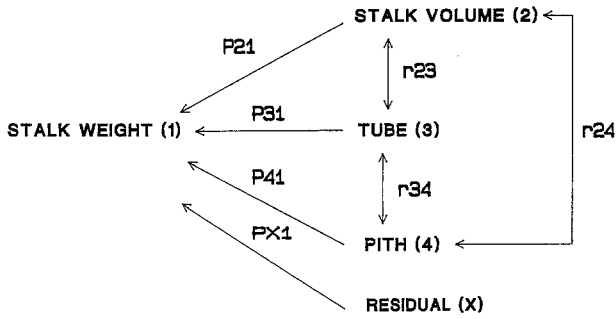 STALK VOLUME (2)
P21
r23
STALK WEIGHT (1)
P31
TUBE (3)
r24
P41
r34
PX1
PITH (4)
RESIDUAL (X)